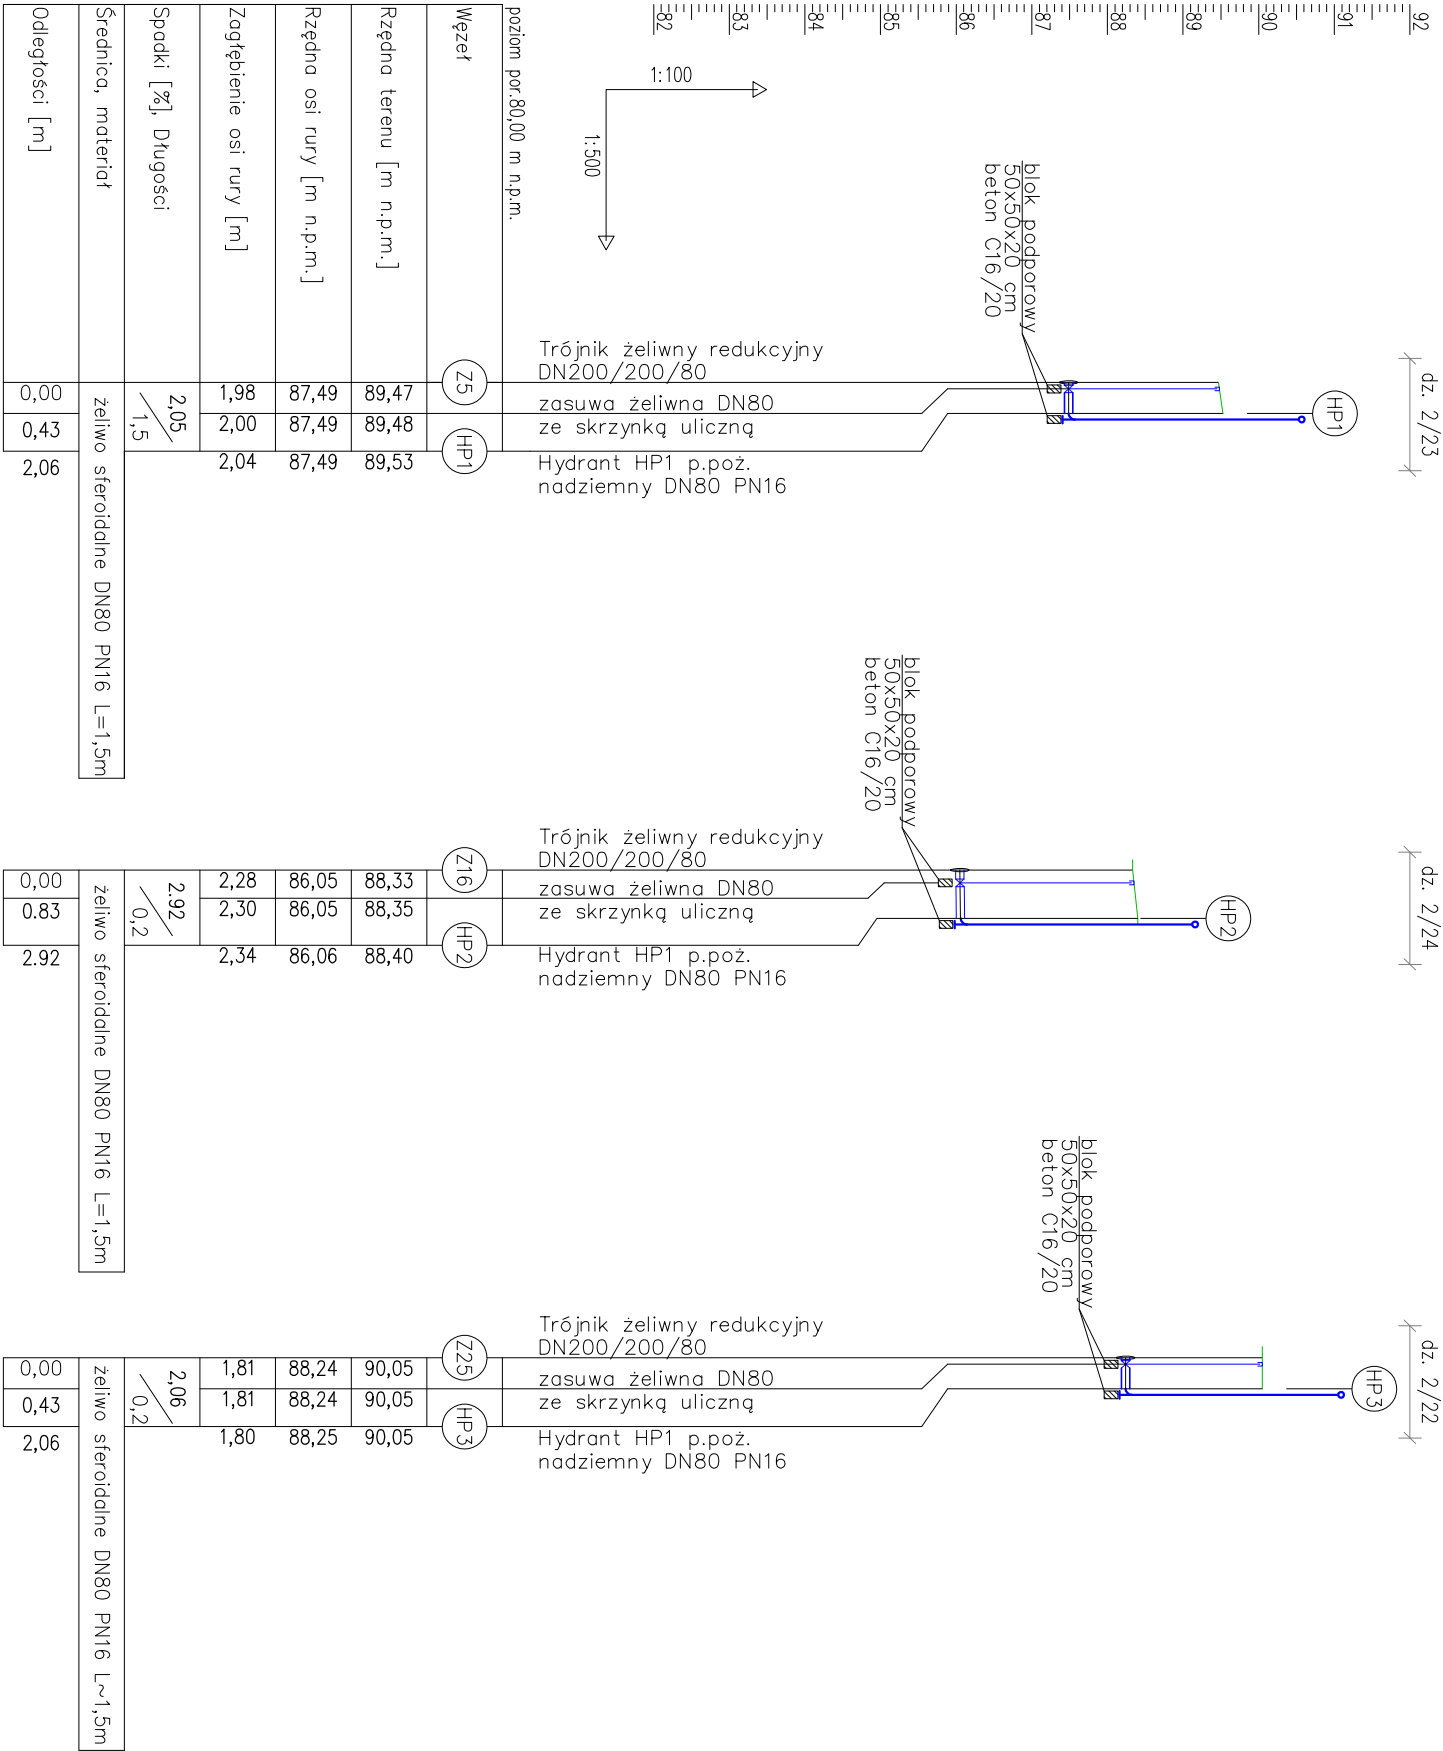 92
91
90
89
88
87
86
85
84
83
82
dz. 2/23
dz. 2/24
dz. 2/22
HP1
HP2
HP3
blok podporowy
50x50x20 cm
beton C16/20
blok podporowy
50x50x20 cm
beton C16/20
blok podporowy
50x50x20 cm
beton C16/20
1:100
1:500
Trójnik żeliwny redukcyjny
DN200/200/80
zasuwa żeliwna DN80
ze skrzynką uliczną
Hydrant HP1 p.poż.
nadziemny DN80 PN16
Trójnik żeliwny redukcyjny
DN200/200/80
zasuwa żeliwna DN80
ze skrzynką uliczną
Hydrant HP1 p.poż.
nadziemny DN80 PN16
Trójnik żeliwny redukcyjny
DN200/200/80
zasuwa żeliwna DN80
ze skrzynką uliczną
Hydrant HP1 p.poż.
nadziemny DN80 PN16
poziom por.80,00 m n.p.m.
Węzeł
Z5
HP1
Z16
HP2
Z25
HP3
Rzędna terenu [m n.p.m.]
89,47
89,48
89,53
88,33
88,35
88,40
90,05
90,05
90,05
Rzędna osi rury [m n.p.m.]
87,49
87,49
87,49
86,05
86,05
86,06
88,24
88,24
88,25
Zagłębienie osi rury [m]
1,98
2,00
2,04
2,28
2,30
2,34
1,81
1,81
1,80
Spadki [%], Długości
2,05
1,5
2.92
0,2
2,06
0,2
Średnica, materiał
żeliwo sferoidalne DN80 PN16 L=1,5m
żeliwo sferoidalne DN80 PN16 L=1,5m
żeliwo sferoidalne DN80 PN16 L~1,5m
Odległości [m]
0,00
0,43
2,06
0,00
0.83
2.92
0,00
0,43
2,06